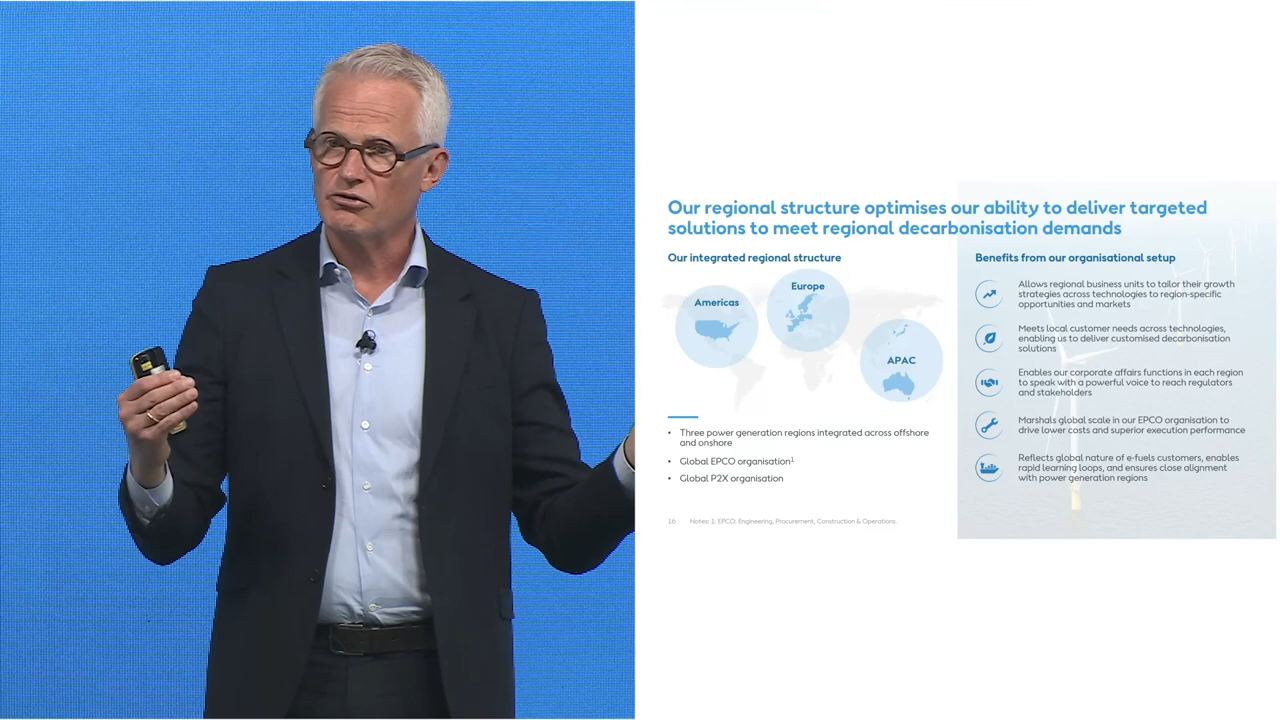 Our regional structure optimises our ability to deliver targeted
solutions to meet regional decarbonisation demands
Our integrated regional structure
Americas
Europe
APAC
• Three power generation regions integrated across offshore
and onshore
• Global EPCO organisation¹
• Global P2X organisation
16 Notes: 1: EPCO: Engineering, Procurement, Construction & Operations.
Benefits from our organisational setup
Allows regional business units to tailor their growth
strategies across technologies to region-specific
opportunities and markets
Meets local customer needs across technologies,
enabling us to deliver customised decarbonisation
solutions
Enables our corporate affairs functions in each region
to speak with a powerful voice to reach regulators
and stakeholders
Marshals global scale in our EPCO organisation to
drive lower costs and superior execution performance
Reflects global nature of e-fuels customers, enables
rapid learning loops, and ensures close alignment
with power generation regions